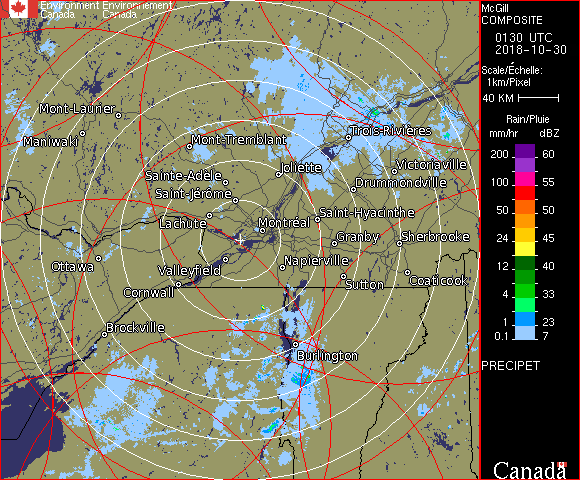 Environment Environnement
Canada Canada
McGill
COMPOSITE
0130 UTC
2018-10-30
Scale/Échelle:
1km/Pixel
40 KM
Rain/Pluie
mm/hr dBZ
200 60
100 55
50 50
24 45
12 40
4 33
1 23
0.1 7
PRECIPET
Canada
Mont-Laurier
Maniwaki
Mont-Tremblant
Trois-Rivières
Joliette
Victoriaville
Sainte-Adèle
Drummondville
Saint-Jérôme
Lachute
Saint-Hyacinthe
Montréal
Granby
Sherbrooke
Ottawa
Valleyfield
Napierville
Sutton
Coaticook
Cornwall
Brockville
Burlington